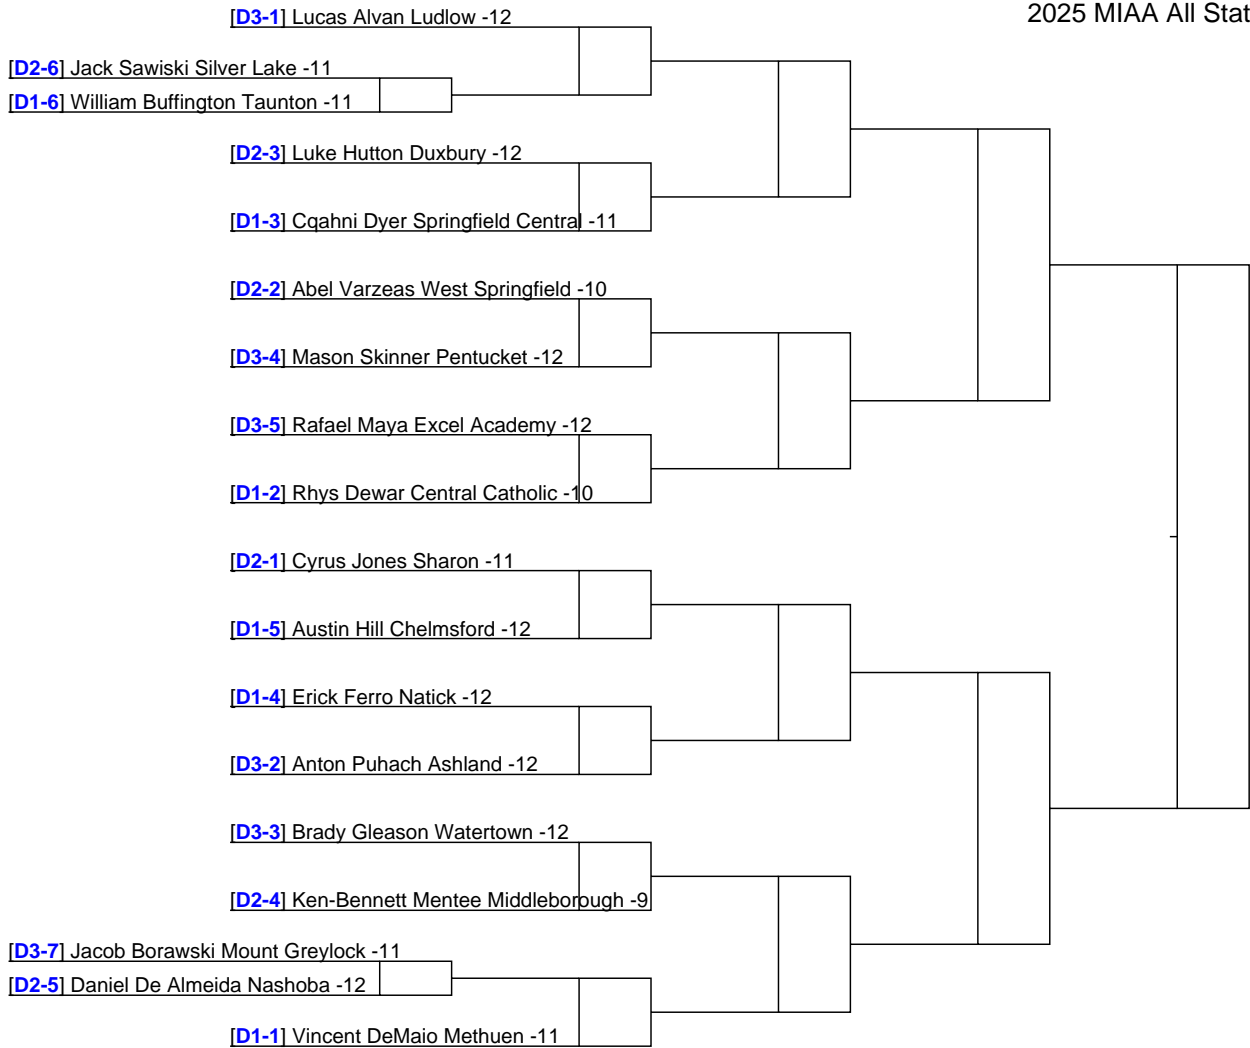 2025 MIAA All Stat
[D3-1] Lucas Alvan Ludlow -12
[D2-6] Jack Sawiski Silver Lake -11
[D1-6] William Buffington Taunton -11
[D2-3] Luke Hutton Duxbury -12
[D1-3] Cqahni Dyer Springfield Central -11
[D2-2] Abel Varzeas West Springfield -10
[D3-4] Mason Skinner Pentucket -12
[D3-5] Rafael Maya Excel Academy -12
[D1-2] Rhys Dewar Central Catholic -10
[D2-1] Cyrus Jones Sharon -11
[D1-5] Austin Hill Chelmsford -12
[D1-4] Erick Ferro Natick -12
[D3-2] Anton Puhach Ashland -12
[D3-3] Brady Gleason Watertown -12
[D2-4] Ken-Bennett Mentee Middleborough -9
[D3-7] Jacob Borawski Mount Greylock -11
[D2-5] Daniel De Almeida Nashoba -12
[D1-1] Vincent DeMaio Methuen -11